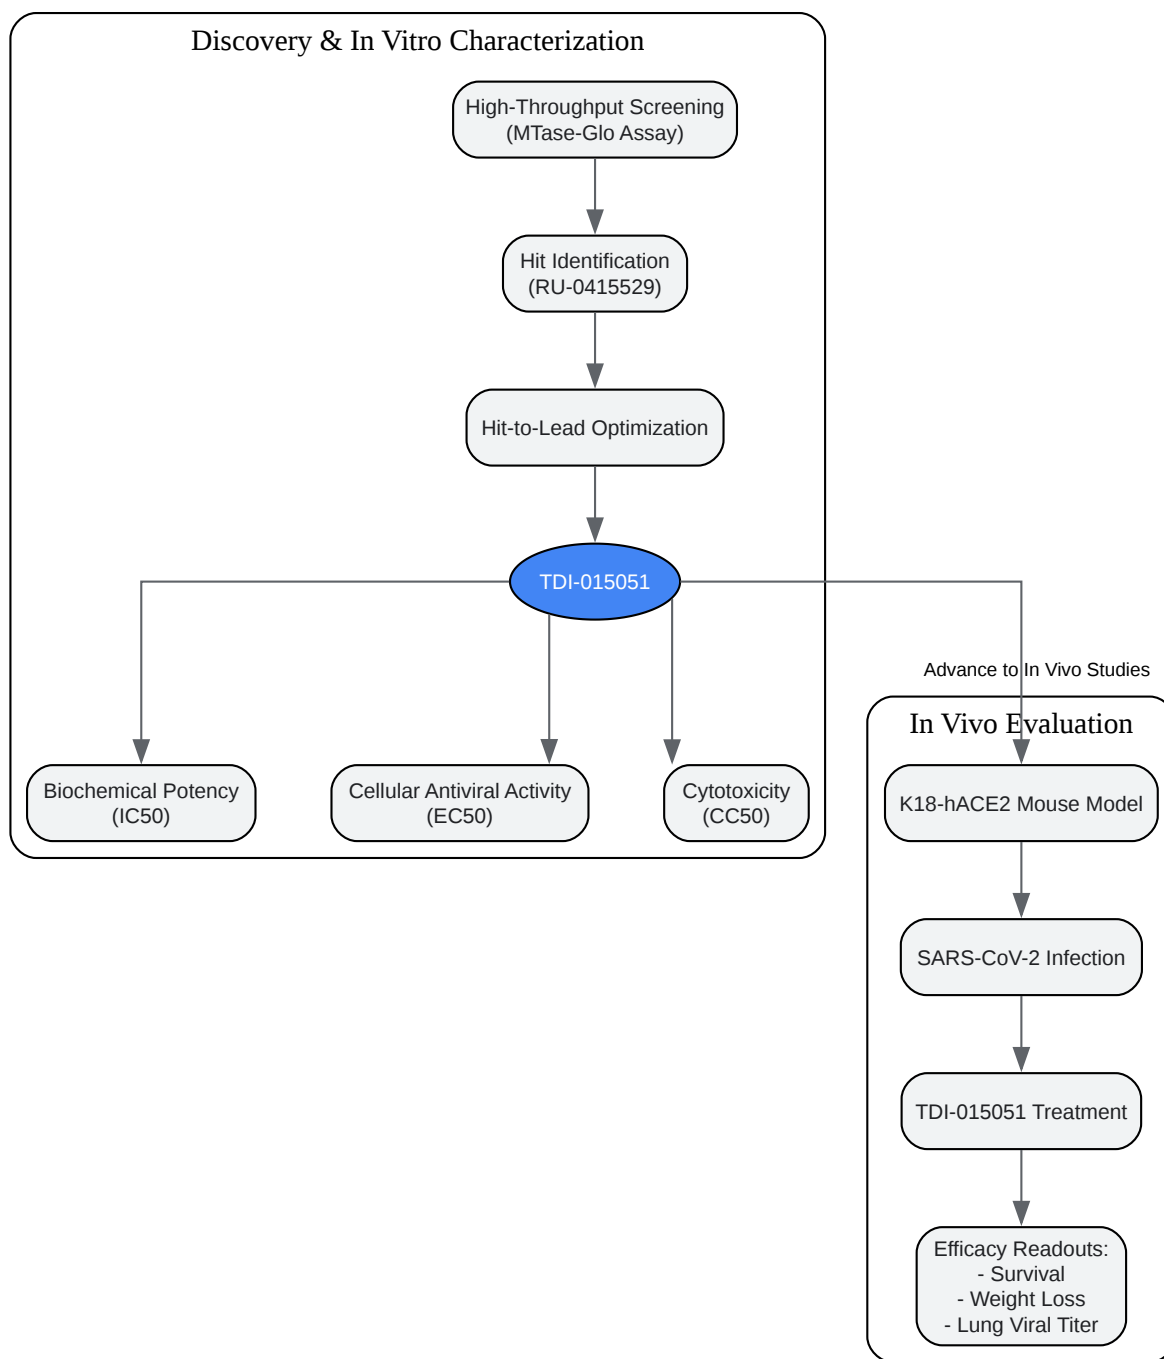 Discovery & In Vitro Characterization
High-Throughput Screening
(MTase-Glo Assay)
Hit Identification
(RU-0415529)
Hit-to-Lead Optimization
TDI-015051
Biochemical Potency
(IC50)
Cellular Antiviral Activity
(EC50)
Cytotoxicity
(CC50)
Advance to In Vivo Studies
In Vivo Evaluation
K18-hACE2 Mouse Model
SARS-CoV-2 Infection
TDI-015051 Treatment
Efficacy Readouts:
- Survival
- Weight Loss
- Lung Viral Titer